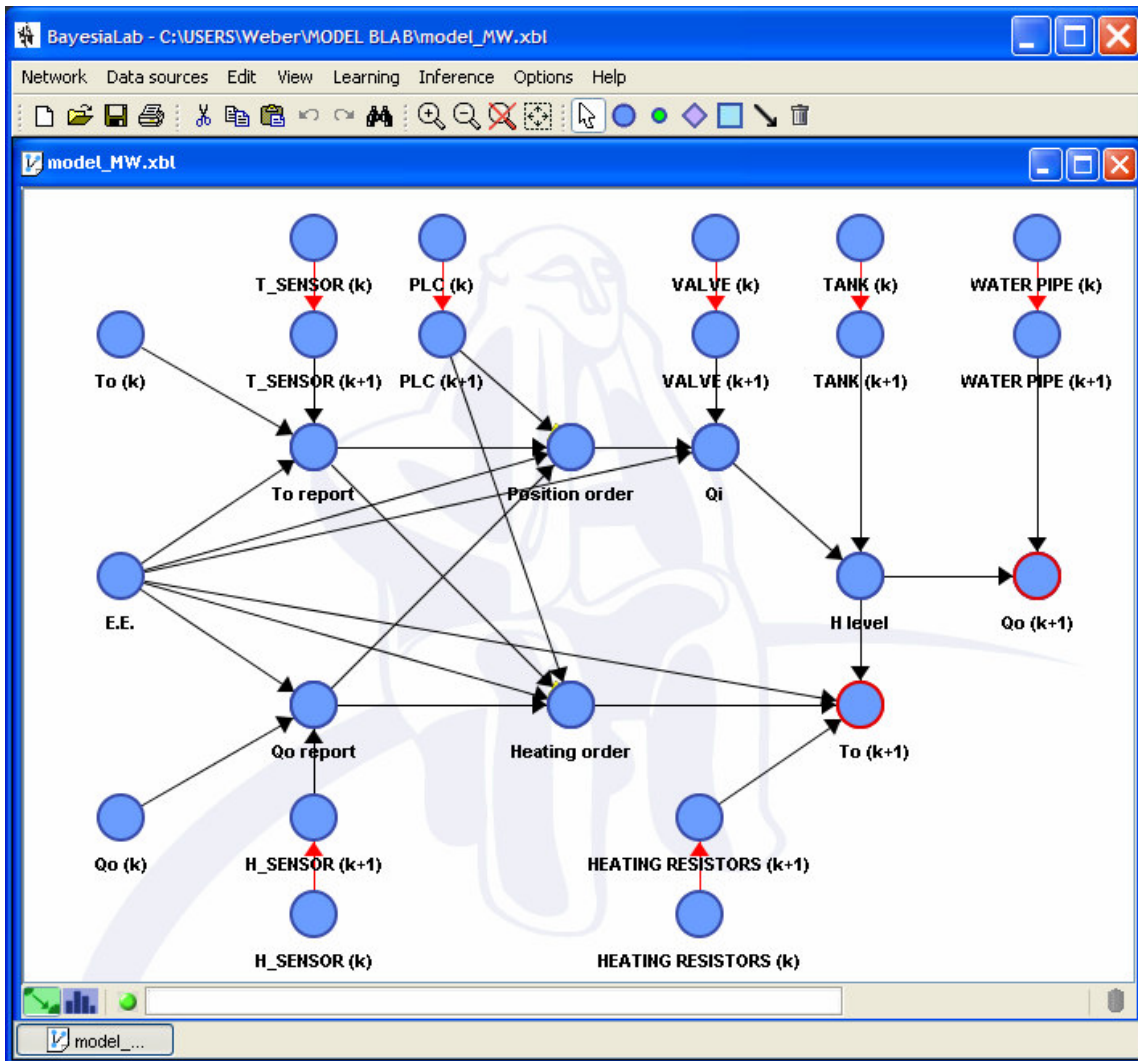 BayesiaLab - C:\USERS\Weber\MODEL BLAB\model_MW.xbl
Network Data sources Edit View Learning Inference Options Help
model_MW.xbl
T_SENSOR (k) PLC (k) VALVE (k) TANK (k) WATER PIPE (k)
To (k) T_SENSOR (k+1) PLC (k+1) VALVE (k+1) TANK (k+1) WATER PIPE (k+1)
To report Position order Qi
E.E. H level Qo (k+1)
Qo report Heating order To (k+1)
Qo (k) H_SENSOR (k+1) HEATING RESISTORS (k+1)
H_SENSOR (k) HEATING RESISTORS (k)
model_...